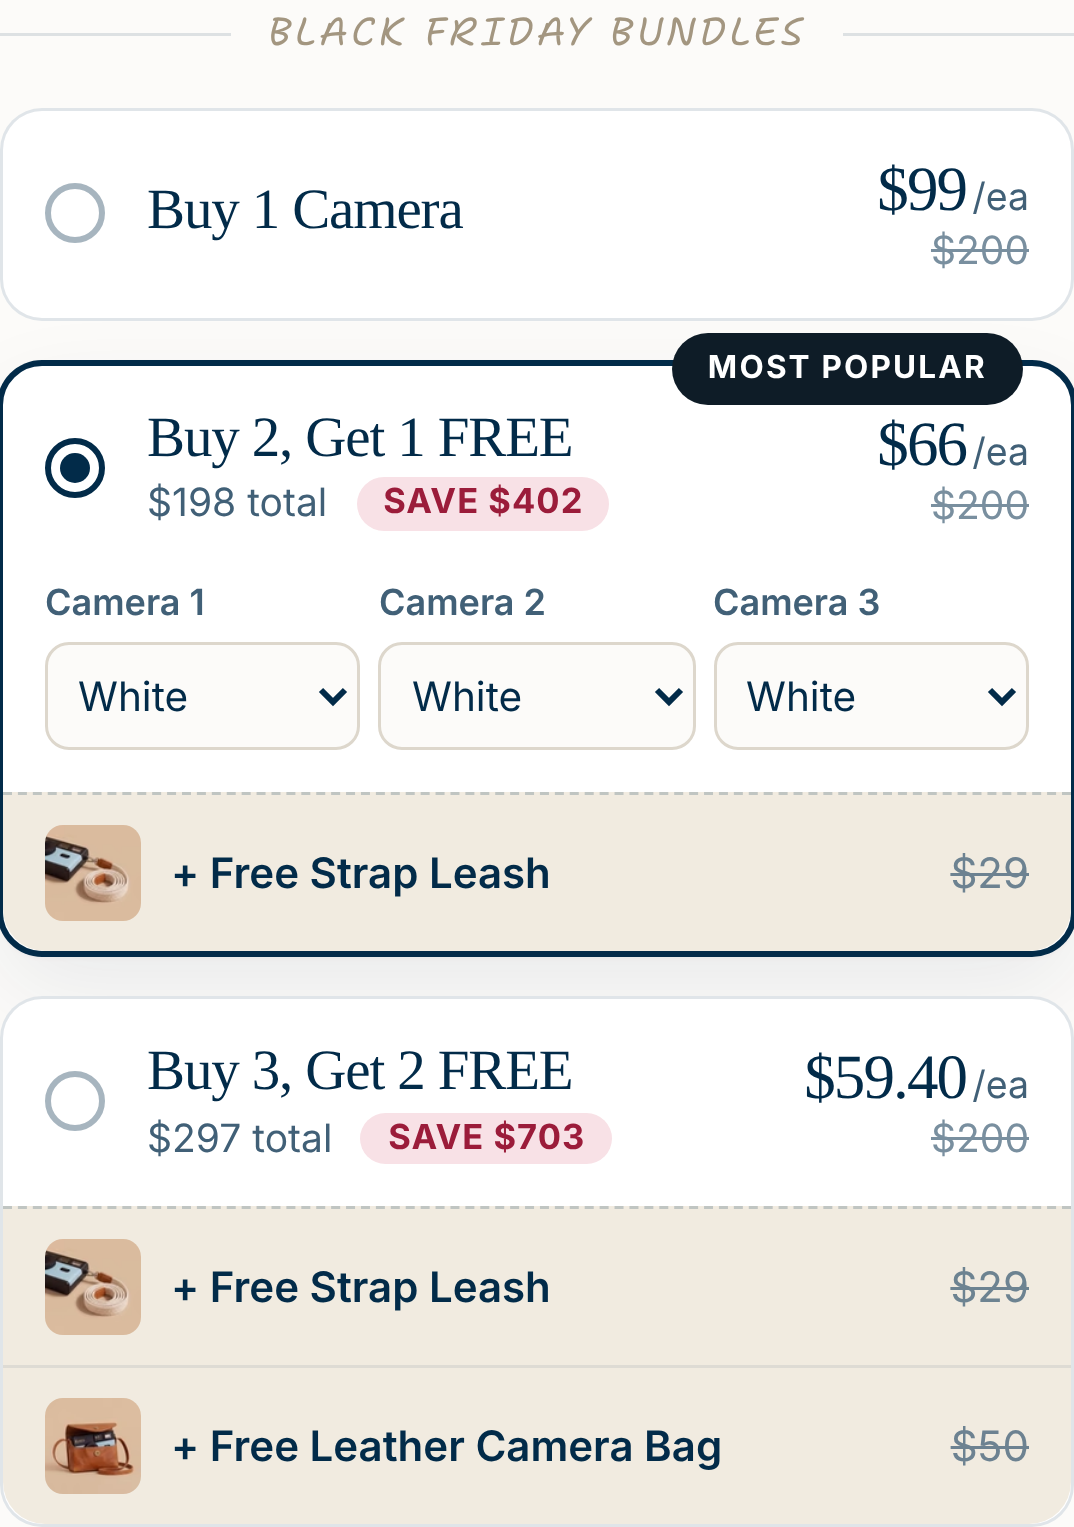 BLACK FRIDAY BUNDLES
Buy 1 Camera
$99/ea
$200
MOST POPULAR
Buy 2, Get 1 FREE
$66/ea
$198 total
SAVE $402
$200
Camera 1
Camera 2
Camera 3
White
White
White
+ Free Strap Leash
$29
Buy 3, Get 2 FREE
$59.40/ea
$297 total
SAVE $703
$200
+ Free Strap Leash
$29
+ Free Leather Camera Bag
$50